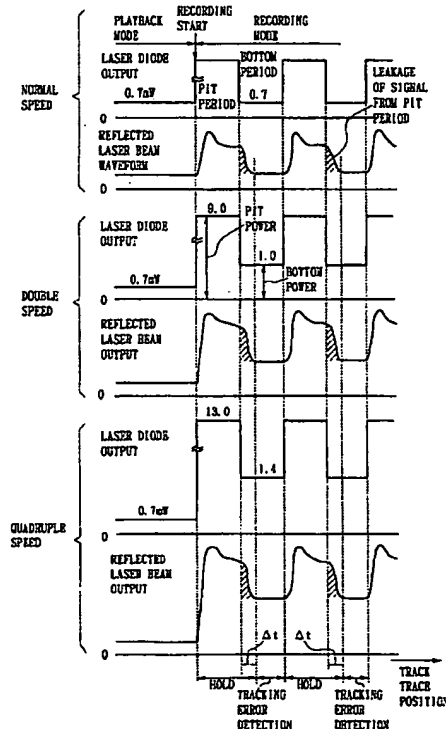 PLAYBACK MODE
RECORDING START
RECORDING MODE
NORMAL SPEED
LASER DIODE OUTPUT
BOTTOM PERIOD
LEAKAGE OF SIGNAL FROM PIT PERIOD
0.7mW
PIT PERIOD
0.7
0
REFLECTED LASER BEAM WAVEFORM
0
DOUBLE SPEED
9.0
LASER DIODE OUTPUT
PIT POWER
1.0
0.7mW
BOTTOM POWER
0
REFLECTED LASER BEAM OUTPUT
0
QUADRUPLE SPEED
13.0
LASER DIODE OUTPUT
1.4
0.7mW
0
REFLECTED LASER BEAM OUTPUT
Δt
Δt
0
HOLD
HOLD
TRACK TRACE POSITION
TRACKING ERROR DETECTION
TRACKING ERROR DETECTION